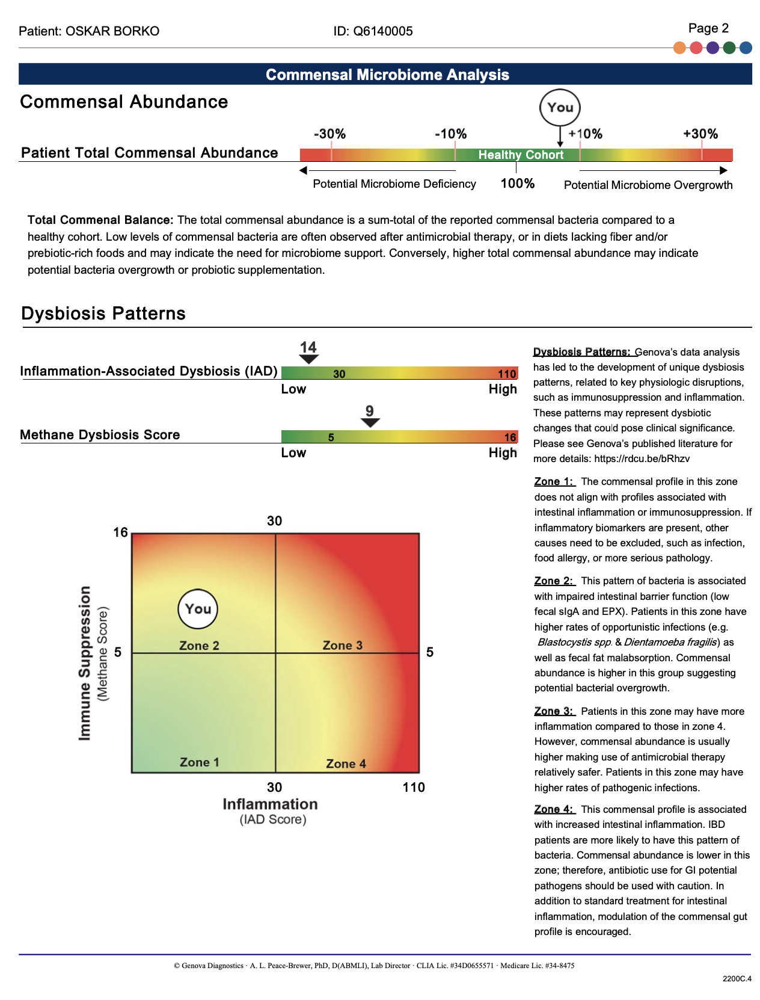 Patient: OSKAR BORKO
ID: Q6140005
Page 2
Commensal Microbiome Analysis
Commensal Abundance
You
-30%
-10%
+10%
+30%
Patient Total Commensal Abundance
Healthy Cohort
Potential Microbiome Deficiency
100%
Potential Microbiome Overgrowth
Total Commenal Balance: The total commensal abundance is a sum-total of the reported commensal bacteria compared to a
healthy cohort. Low levels of commensal bacteria are often observed after antimicrobial therapy, or in diets lacking fiber and/or
prebiotic-rich foods and may indicate the need for microbiome support. Conversely, higher total commensal abundance may indicate
potential bacteria overgrowth or probiotic supplementation.
Dysbiosis Patterns
14
Inflammation-Associated Dysbiosis (IAD)
30
110
Low
High
9
Methane Dysbiosis Score
5
16
Low
High
30
16
You
Zone 2
Zone 3
5
5
Immune Suppression
(Methane Score)
Zone 1
Zone 4
30
110
Inflammation
(IAD Score)
Dysbiosis Patterns: Genova's data analysis
has led to the development of unique dysbiosis
patterns, related to key physiologic disruptions,
such as immunosuppression and inflammation.
These patterns may represent dysbiotic
changes that could pose clinical significance.
Please see Genova's published literature for
more details: https://rdcu.be/bRhzv
Zone 1: The commensal profile in this zone
does not align with profiles associated with
intestinal inflammation or immunosuppression. If
inflammatory biomarkers are present, other
causes need to be excluded, such as infection,
food allergy, or more serious pathology.
Zone 2: This pattern of bacteria is associated
with impaired intestinal barrier function (low
fecal sIgA and EPX). Patients in this zone have
higher rates of opportunistic infections (e.g.
Blastocystis spp. & Dientamoeba fragilis) as
well as fecal fat malabsorption. Commensal
abundance is higher in this group suggesting
potential bacterial overgrowth.
Zone 3: Patients in this zone may have more
inflammation compared to those in zone 4.
However, commensal abundance is usually
higher making use of antimicrobial therapy
relatively safer. Patients in this zone may have
higher rates of pathogenic infections.
Zone 4: This commensal profile is associated
with increased intestinal inflammation. IBD
patients are more likely to have this pattern of
bacteria. Commensal abundance is lower in this
zone; therefore, antibiotic use for GI potential
pathogens should be used with caution. In
addition to standard treatment for intestinal
inflammation, modulation of the commensal gut
profile is encouraged.
© Genova Diagnostics · A. L. Peace-Brewer, PhD, D(ABMLI), Lab Director · CLIA Lic. #34D0655571 · Medicare Lic. #34-8475
2200C.4